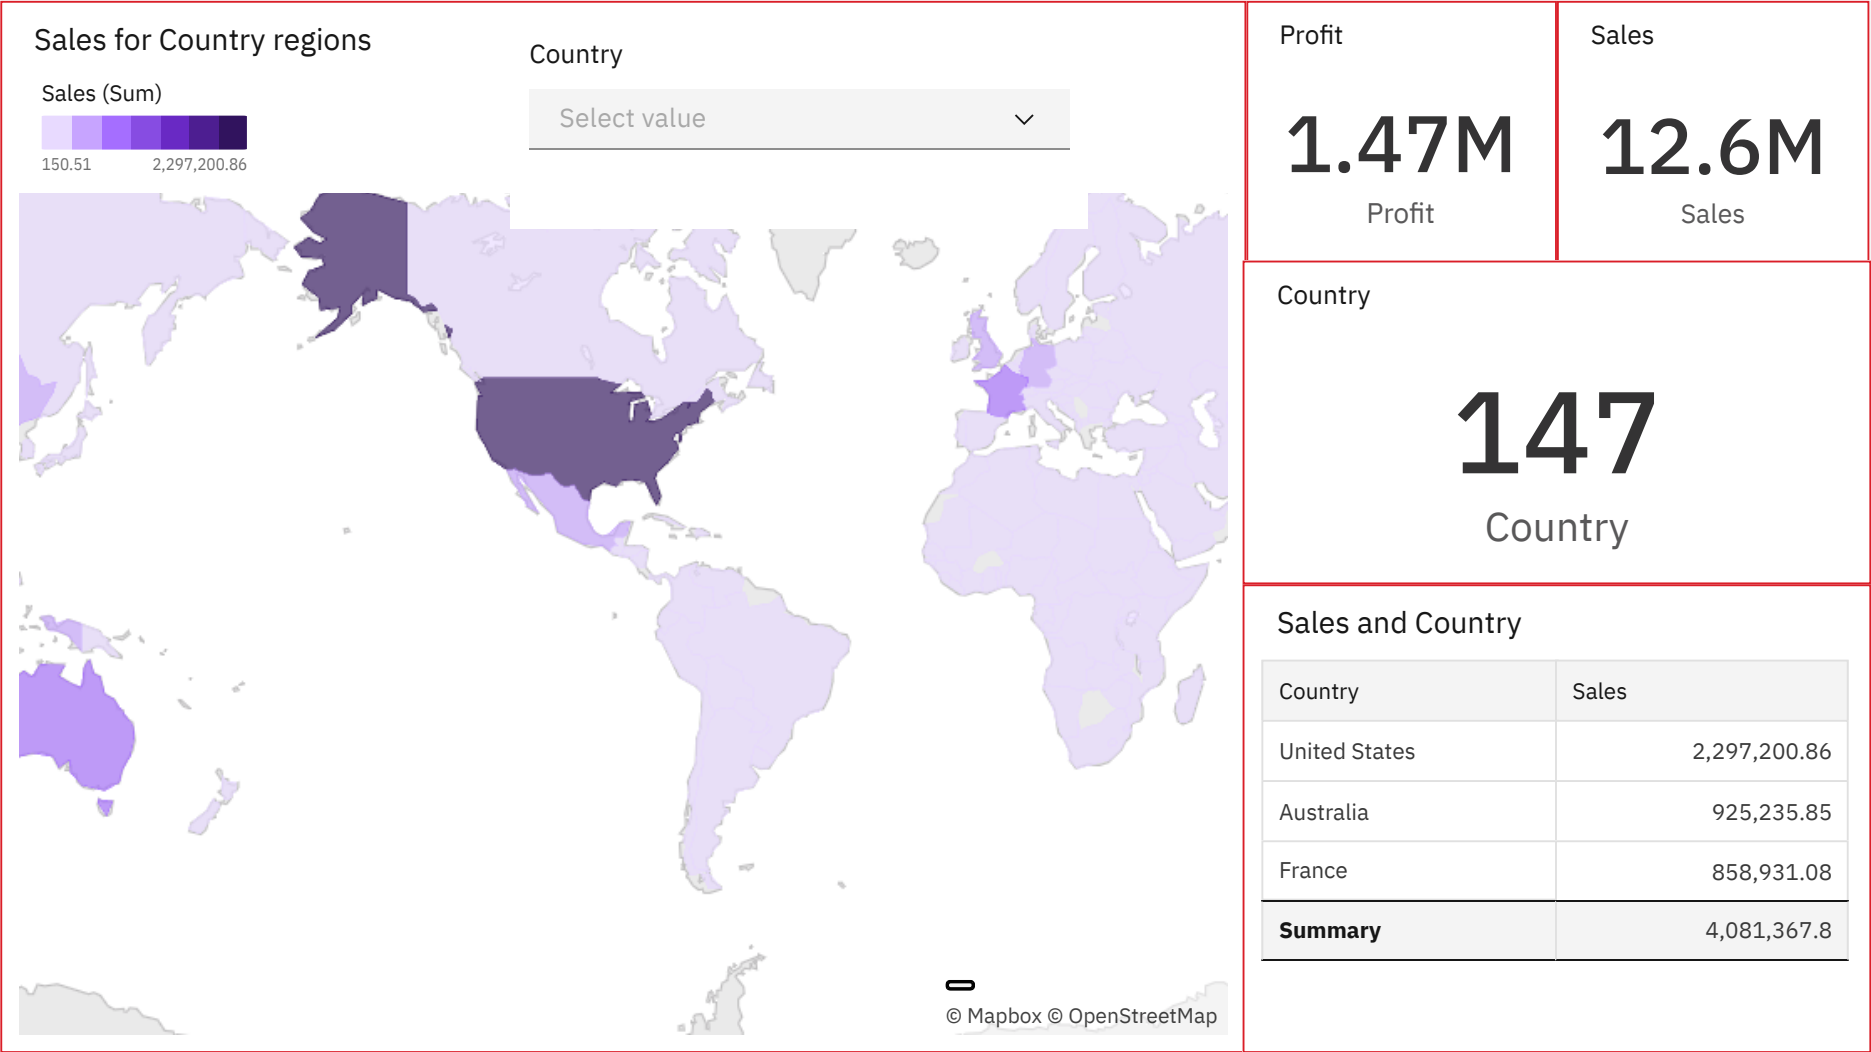 Sales for Country regions
Sales (Sum)
150.51 2,297,200.86
Country
Select value
© Mapbox © OpenStreetMap
Profit
1.47M
Profit
Sales
12.6M
Sales
Country
147
Country
Sales and Country
Country Sales
United States 2,297,200.86
Australia 925,235.85
France 858,931.08
Summary 4,081,367.8